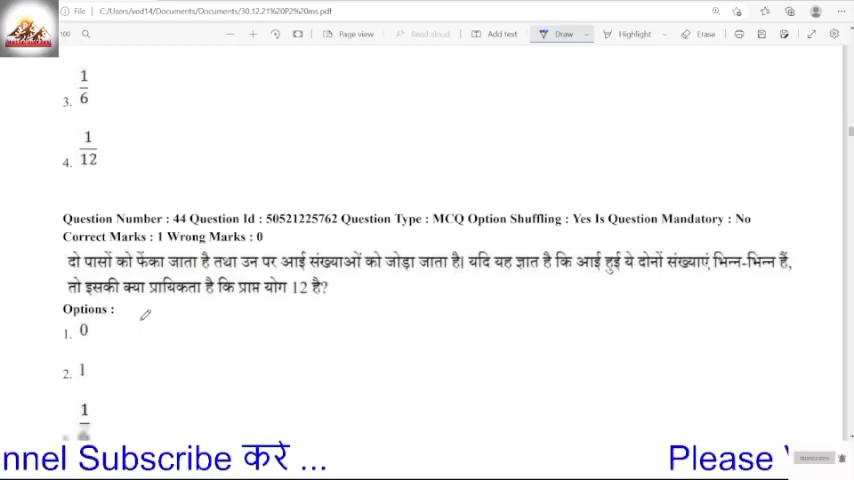 File | C:/Users/ved14/Documents/Documents/30.12.21%20P2%20ms.pdf
100
Page view
Read aloud
Add text
Draw
Highlight
Erase
3. 1/6
4. 1/12
Question Number : 44 Question Id : 50521225762 Question Type : MCQ Option Shuffling : Yes Is Question Mandatory : No
Correct Marks : 1 Wrong Marks : 0
दो पासों को फेंका जाता है तथा उन पर आई संख्याओं को जोड़ा जाता है। यदि यह ज्ञात है कि आई हुई ये दोनों संख्याएं भिन्न-भिन्न हैं,
तो इसकी क्या प्रायिकता है कि प्राप्त योग 12 है?
Options :
1. 0
2. 1
1
nnel Subscribe करे ...
Please